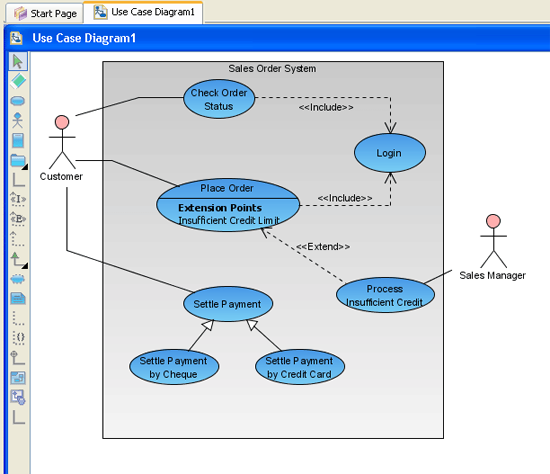 Start Page
Use Case Diagram1
Use Case Diagram1
Sales Order System
Check Order
Status
<<Include>>
Login
Customer
Place Order
Extension Points
Insufficient Credit Limit
<<Include>>
<<Extend>>
Sales Manager
Process
Insufficient Credit
Settle Payment
Settle Payment
by Cheque
Settle Payment
by Credit Card